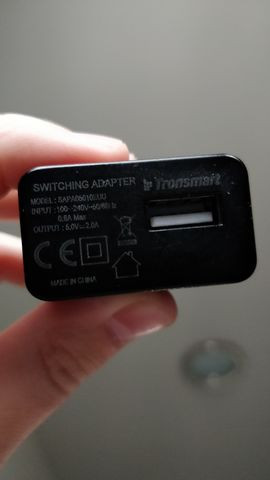 SWITCHING ADAPTER
Tronsmart
INPUT : 100-240V~50/60Hz
0.6A Max
OUTPUT : 5.0V⎓2.0A
CE
MADE IN CHINA